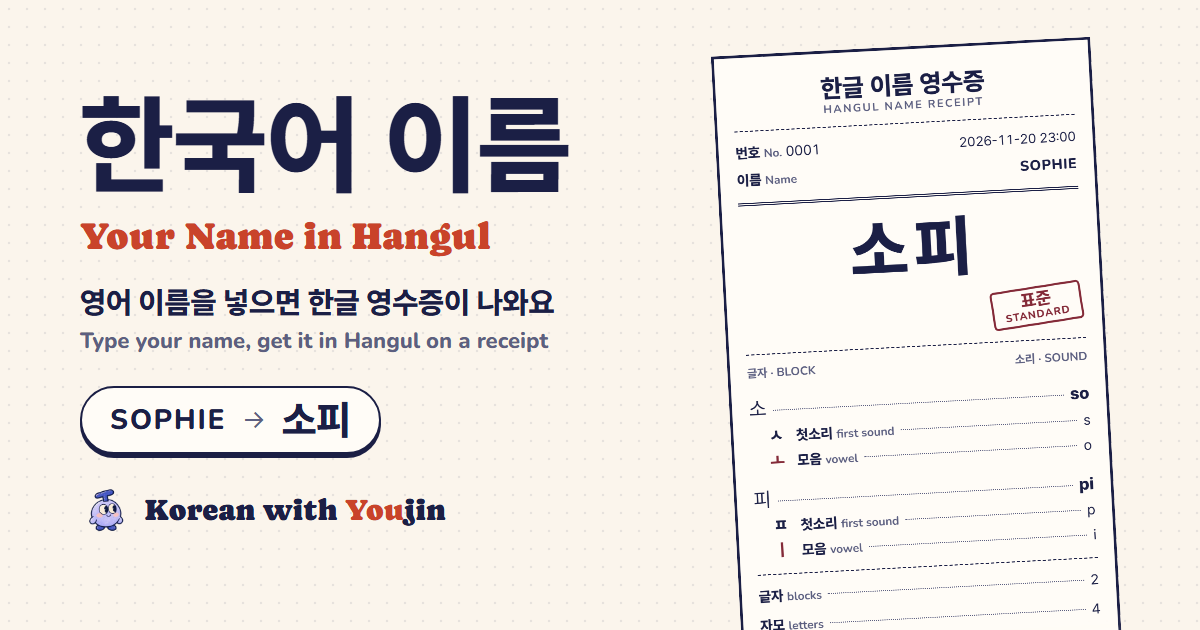 한국어 이름
Your Name in Hangul
영어 이름을 넣으면 한글 영수증이 나와요
Type your name, get it in Hangul on a receipt
SOPHIE → 소피
Korean with Youjin
한글 이름 영수증
HANGUL NAME RECEIPT
번호 No. 0001 2026-11-20 23:00
이름 Name SOPHIE
소피
표준
STANDARD
글자 · BLOCK 소리 · SOUND
소 so
ㅅ 첫소리 first sound s
ㅗ 모음 vowel o
피 pi
ㅍ 첫소리 first sound p
ㅣ 모음 vowel i
글자 blocks 2
자모 letters 4